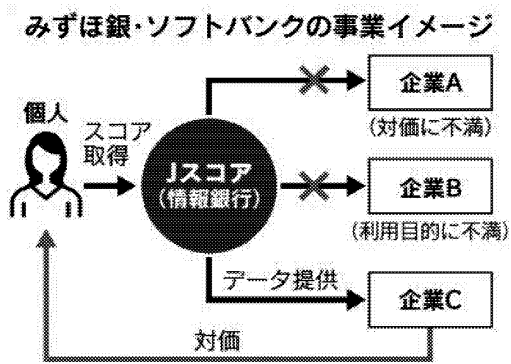 みずほ銀・ソフトバンクの事業イメージ
個人
スコア
取得
Jスコア
(情報銀行)
企業A
(対価に不満)
企業B
(利用目的に不満)
データ提供
企業C
対価